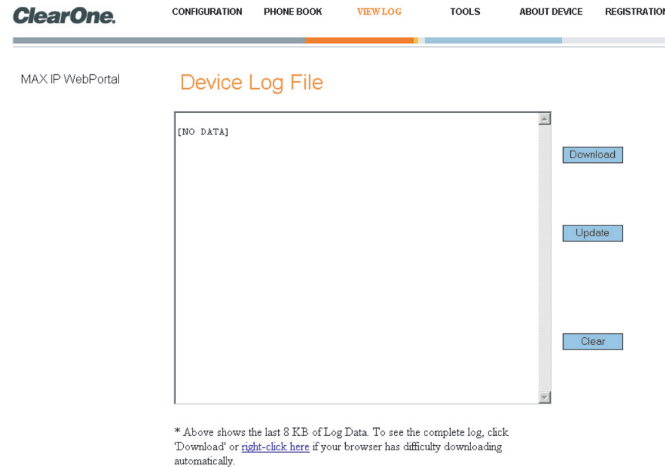 ClearOne.
CONFIGURATION PHONE BOOK VIEW LOG TOOLS ABOUT DEVICE REGISTRATION
MAX IP WebPortal
Device Log File
[NO DATA]
Download
Update
Clear
* Above shows the last 8 KB of Log Data. To see the complete log, click
'Download' or right-click here if your browser has difficulty downloading
automatically.